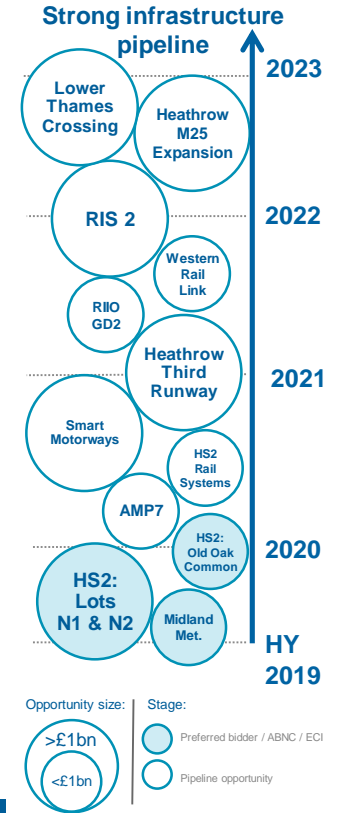 Strong infrastructure
pipeline
2023
Lower
Thames
Crossing
Heathrow
M25
Expansion
2022
RIS 2
Western
Rail
Link
RIIO
GD2
Heathrow
Third
Runway
2021
Smart
Motorways
HS2
Rail
Systems
AMP7
HS2:
Old Oak
Common
2020
HS2:
Lots
N1 & N2
Midland
Met.
HY
2019
Opportunity size:
>£1bn
<£1bn
Stage:
Preferred bidder / ABNC / ECI
Pipeline opportunity